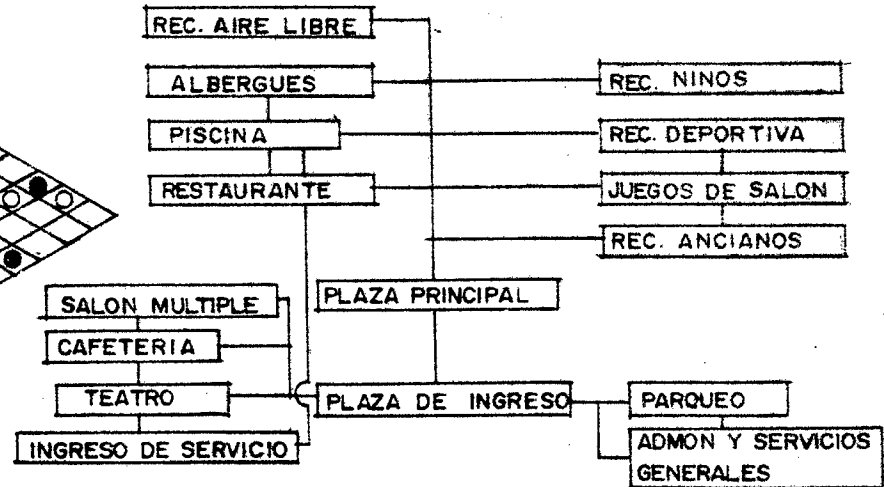 REC. AIRE LIBRE
ALBERGUES
REC. NINOS
PISCINA
REC. DEPORTIVA
RESTAURANTE
JUEGOS DE SALON
REC. ANCIANOS
PLAZA PRINCIPAL
SALON MULTIPLE
CAFETERIA
TEATRO
PLAZA DE INGRESO
PARQUEO
INGRESO DE SERVICIO
ADMON Y SERVICIOS
GENERALES